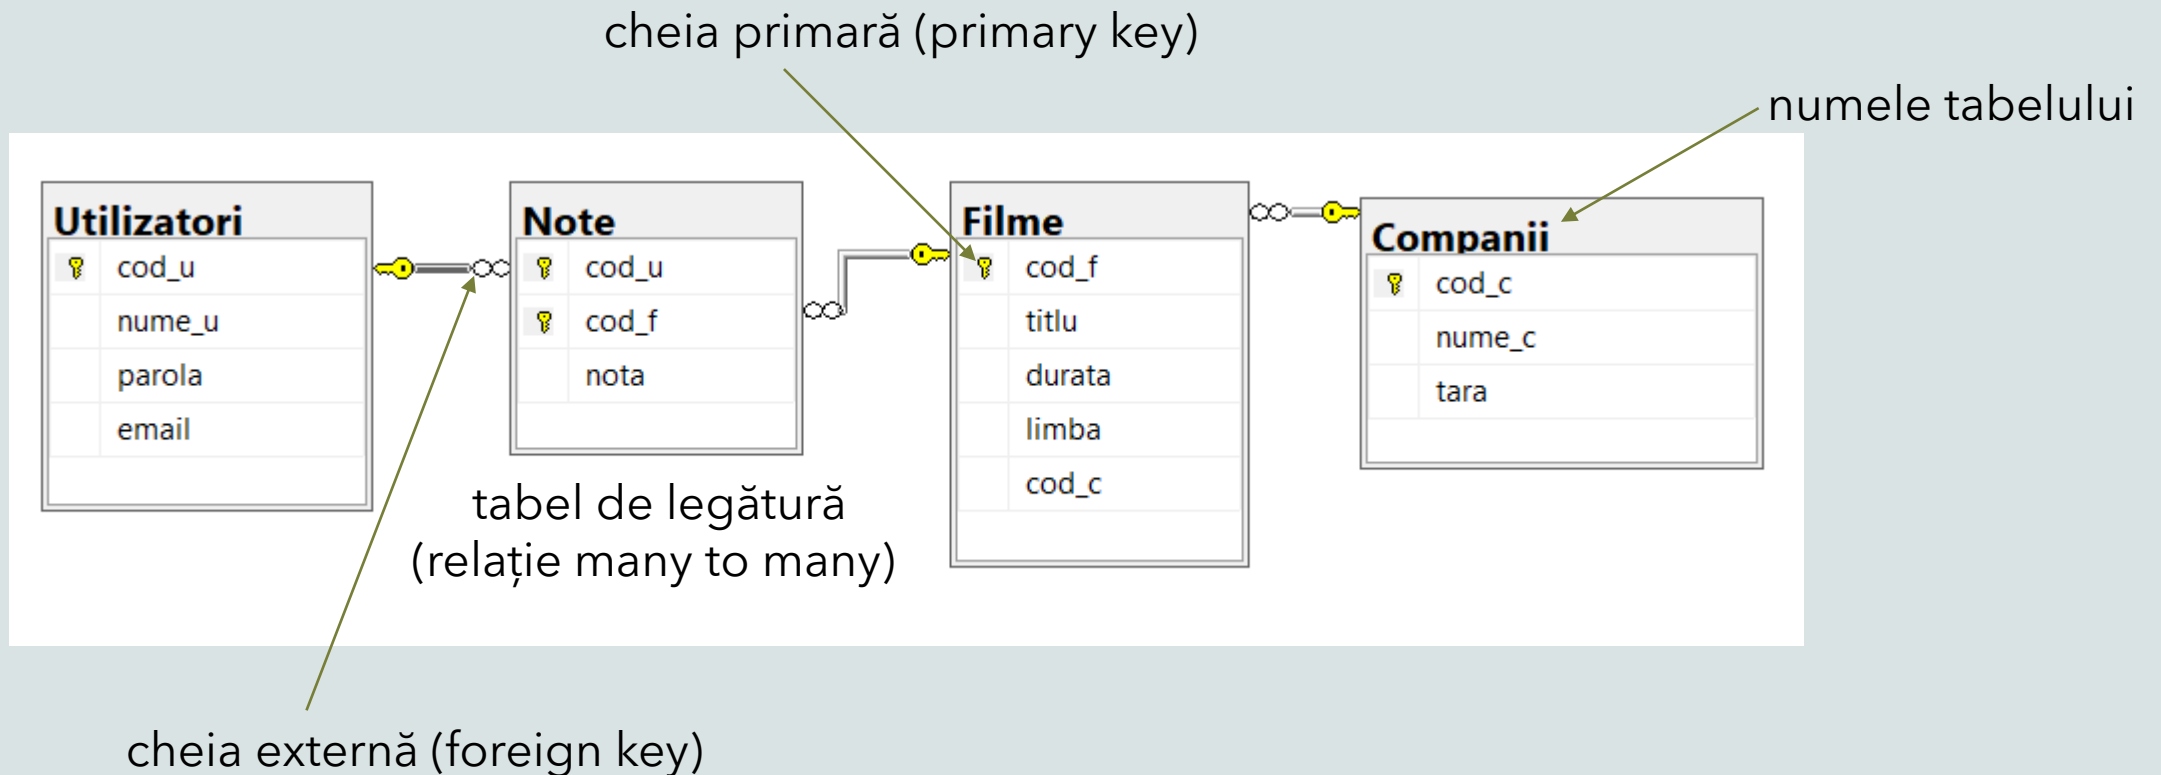 cheia primară (primary key)
numele tabelului
Utilizatori
cod_u
nume_u
parola
email
Note
cod_u
cod_f
nota
Filme
cod_f
titlu
durata
limba
cod_c
Companii
cod_c
nume_c
tara
tabel de legătură
(relație many to many)
cheia externă (foreign key)